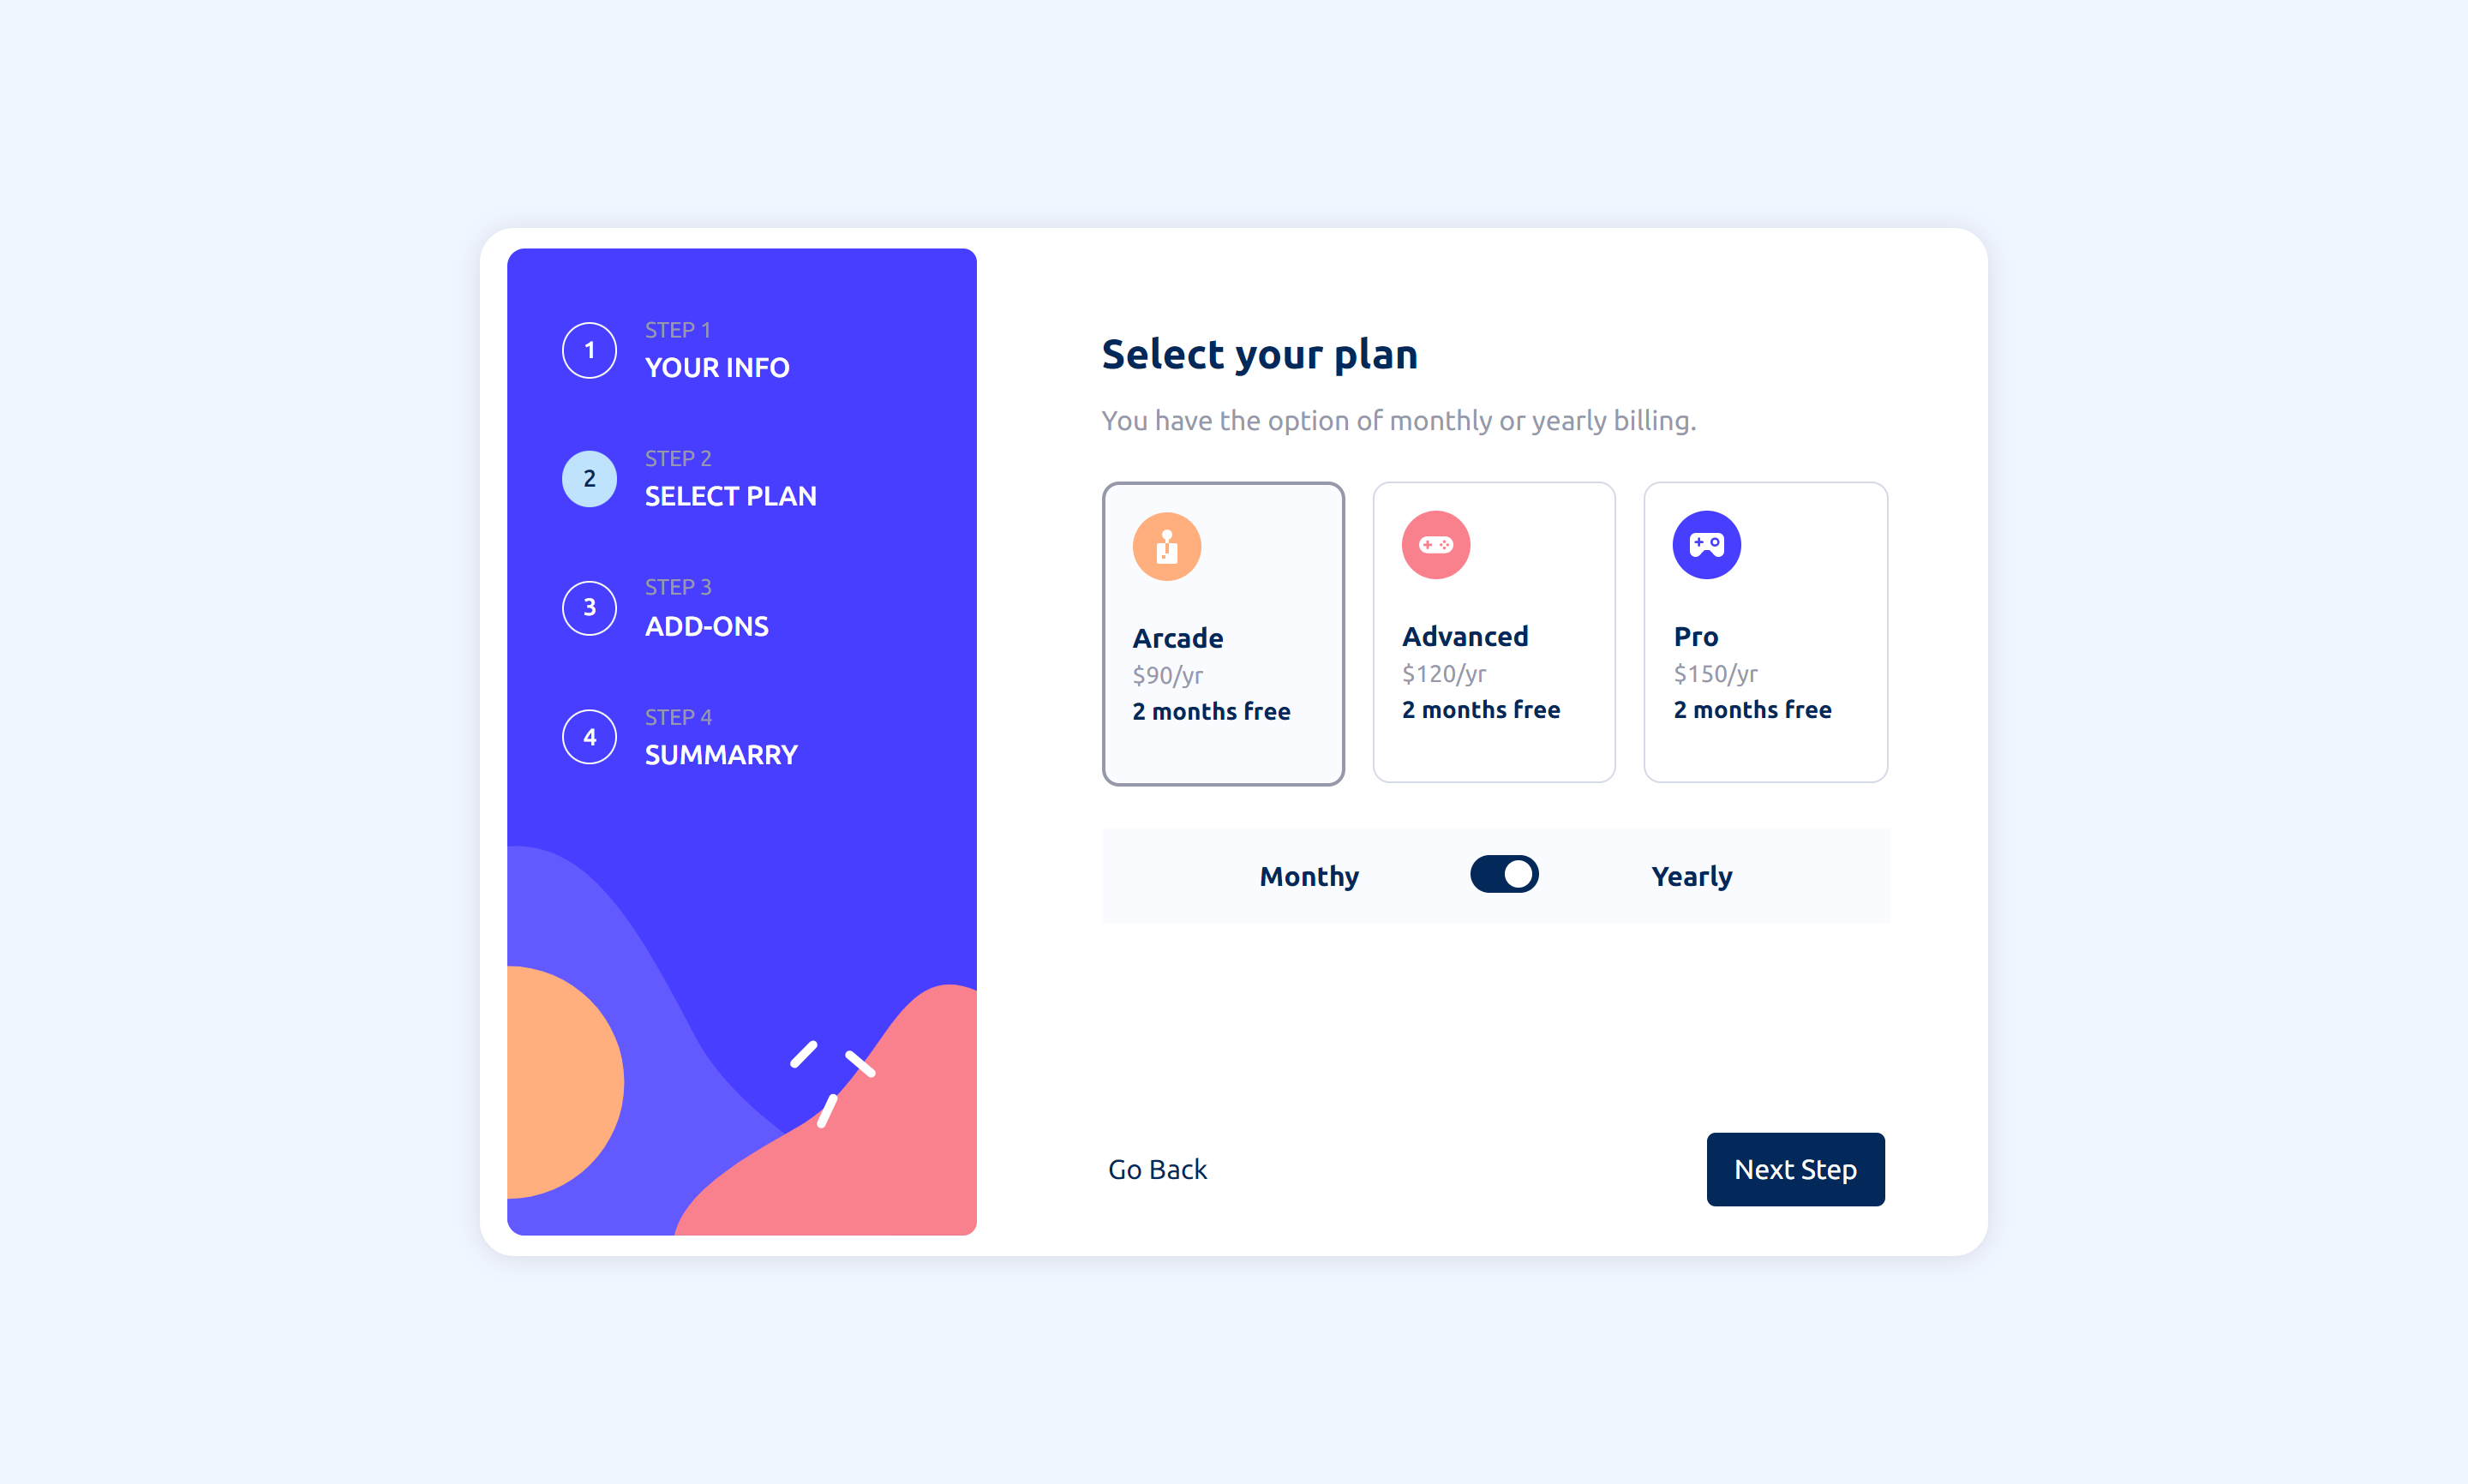 1
STEP 1
YOUR INFO
2
STEP 2
SELECT PLAN
3
STEP 3
ADD-ONS
4
STEP 4
SUMMARRY
Select your plan
You have the option of monthly or yearly billing.
Arcade
$90/yr
2 months free
Advanced
$120/yr
2 months free
Pro
$150/yr
2 months free
Monthy
Yearly
Go Back
Next Step